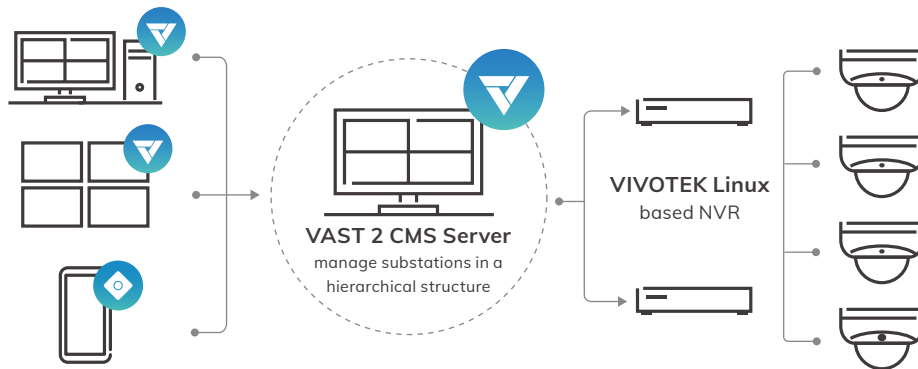 VAST 2 CMS Server
manage substations in a
hierarchical structure
VIVOTEK Linux
based NVR